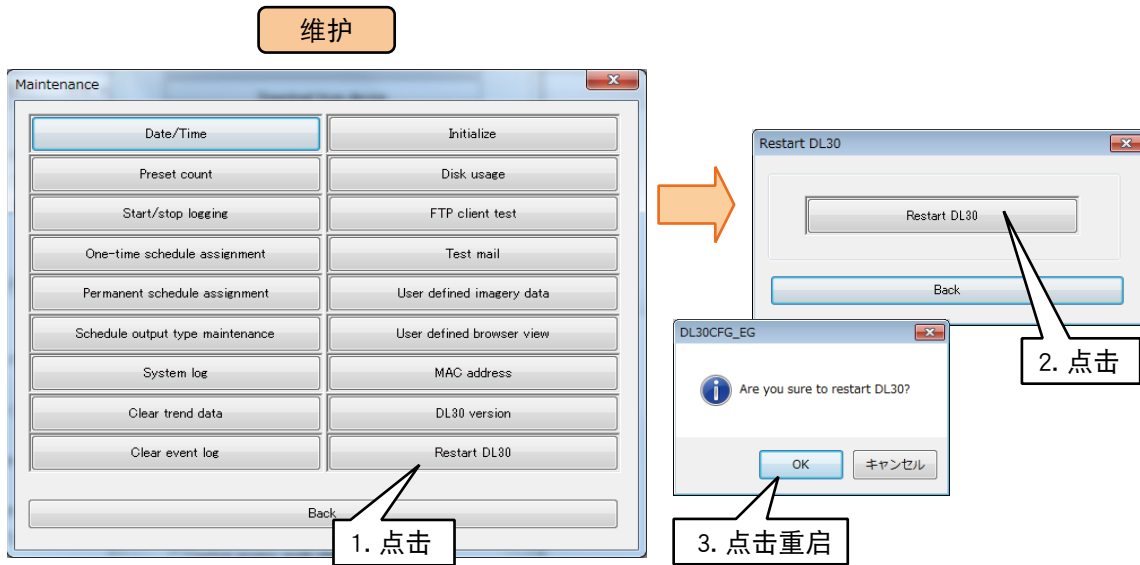 维护
Maintenance
Date/Time
Initialize
Preset count
Disk usage
Start/stop logging
FTP client test
One-time schedule assignment
Test mail
Permanent schedule assignment
User defined imagery data
Schedule output type maintenance
User defined browser view
System log
MAC address
Clear trend data
DL30 version
Clear event log
Restart DL30
Back
1. 点击
Restart DL30
Restart DL30
Back
2. 点击
DL30CFG_EG
Are you sure to restart DL30?
OK
キャンセル
3. 点击重启